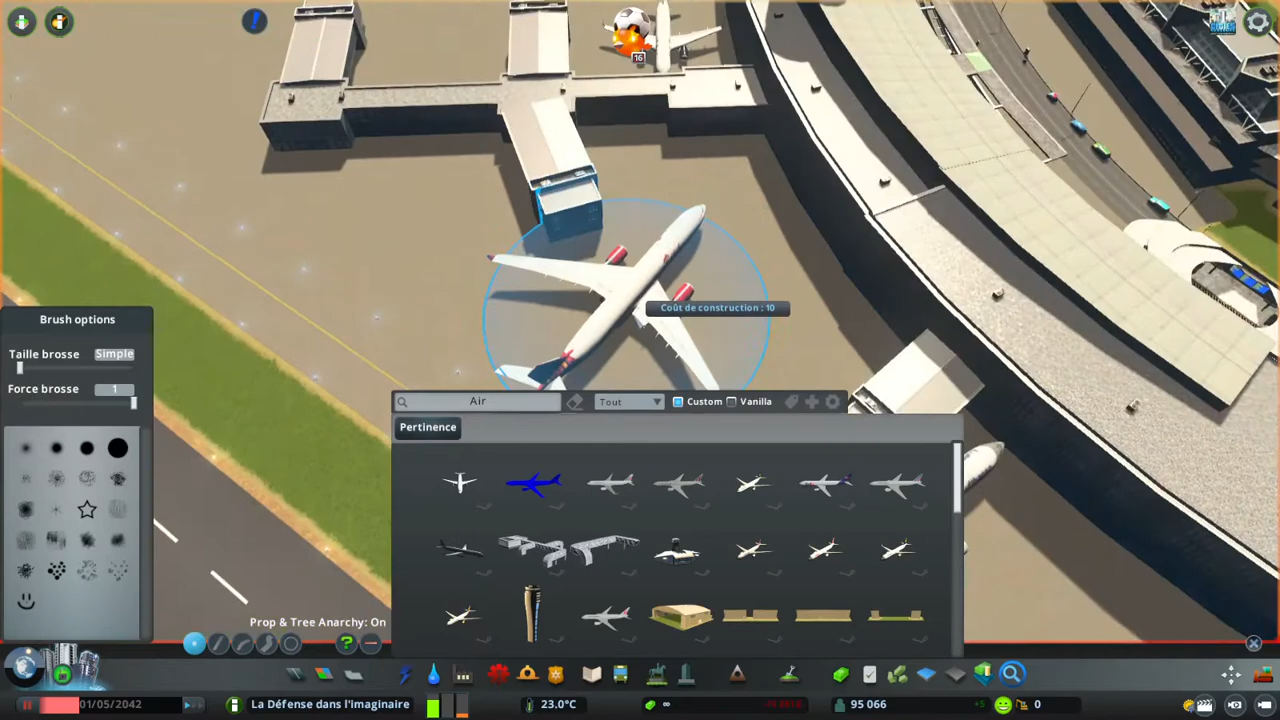 16
Coût de construction : 10
Brush options
Taille brosse Simple
Force brosse 1
Air Tout Custom Vanilla
Pertinence
Prop & Tree Anarchy: On
?
01/05/2042 La Défense dans l'imaginaire 23.0°C ∞ 95 066 +5 0